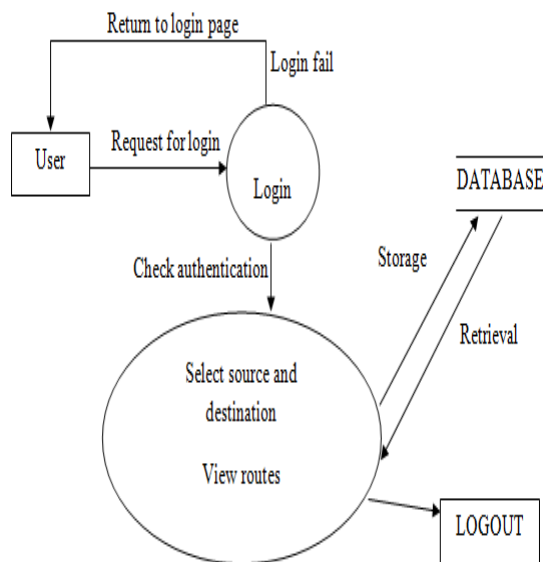 Return to login page
Login fail
Request for login
User
Login
DATABASE
Check authentication
Storage
Retrieval
Select source and
destination
View routes
LOGOUT